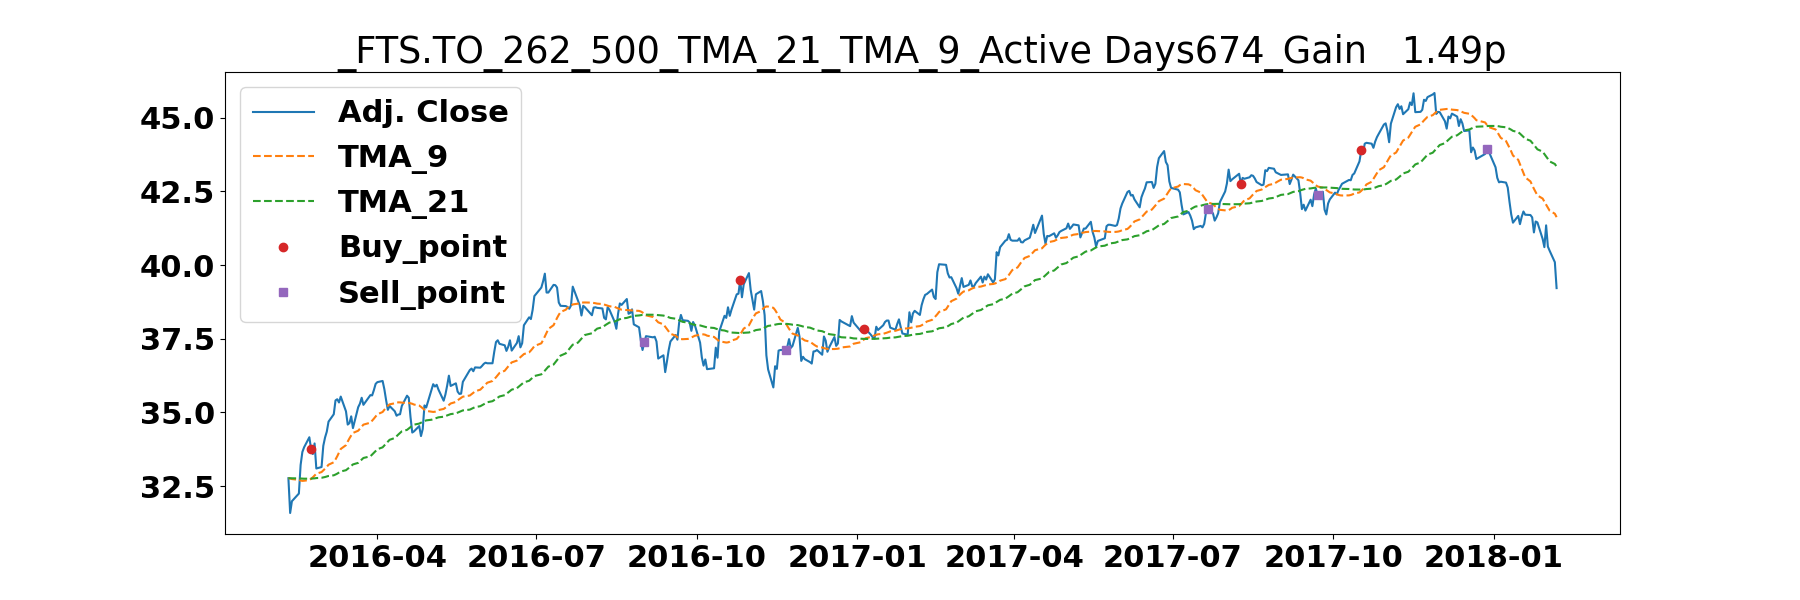 _FTS.TO_262_500_TMA_21_TMA_9_Active Days674_Gain   1.49p
Adj. Close
TMA_9
TMA_21
Buy_point
Sell_point
45.0
42.5
40.0
37.5
35.0
32.5
2016-04 2016-07 2016-10 2017-01 2017-04 2017-07 2017-10 2018-01